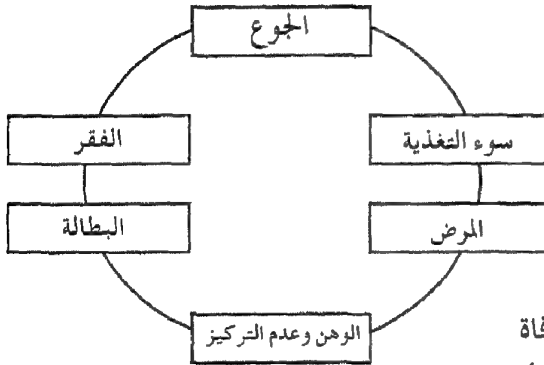 الجوع
سوء التغذية
الفقر
المرض
البطالة
الوهن وعدم التركيز